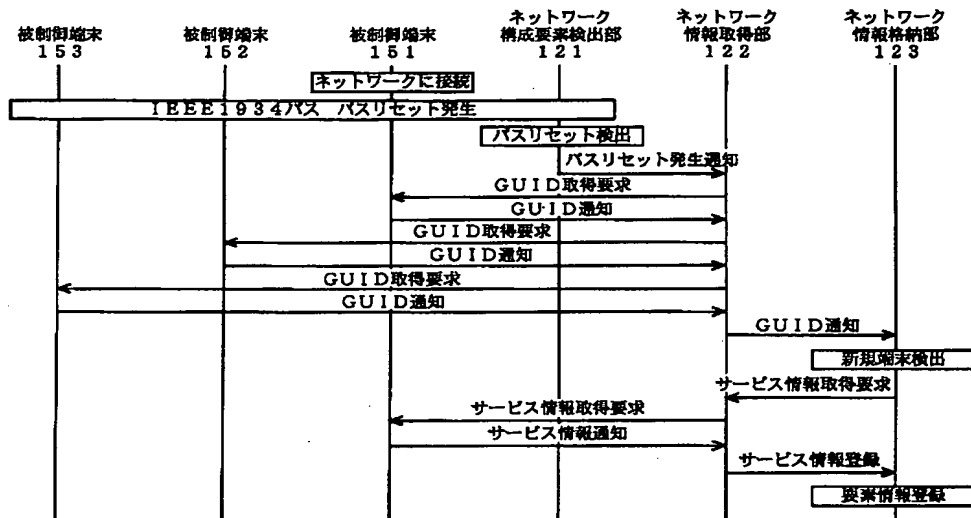 被制御端末
１５３
被制御端末
１５２
被制御端末
１５１
ネットワーク
構成要素検出部
１２１
ネットワーク
情報取得部
１２２
ネットワーク
情報格納部
１２３
ネットワークに接続
ＩＥＥＥ１９３４バス　バスリセット発生
バスリセット検出
バスリセット発生通知
ＧＵＩＤ取得要求
ＧＵＩＤ通知
ＧＵＩＤ取得要求
ＧＵＩＤ通知
ＧＵＩＤ取得要求
ＧＵＩＤ通知
ＧＵＩＤ通知
新規端末検出
サービス情報取得要求
サービス情報取得要求
サービス情報通知
サービス情報登録
要素情報登録